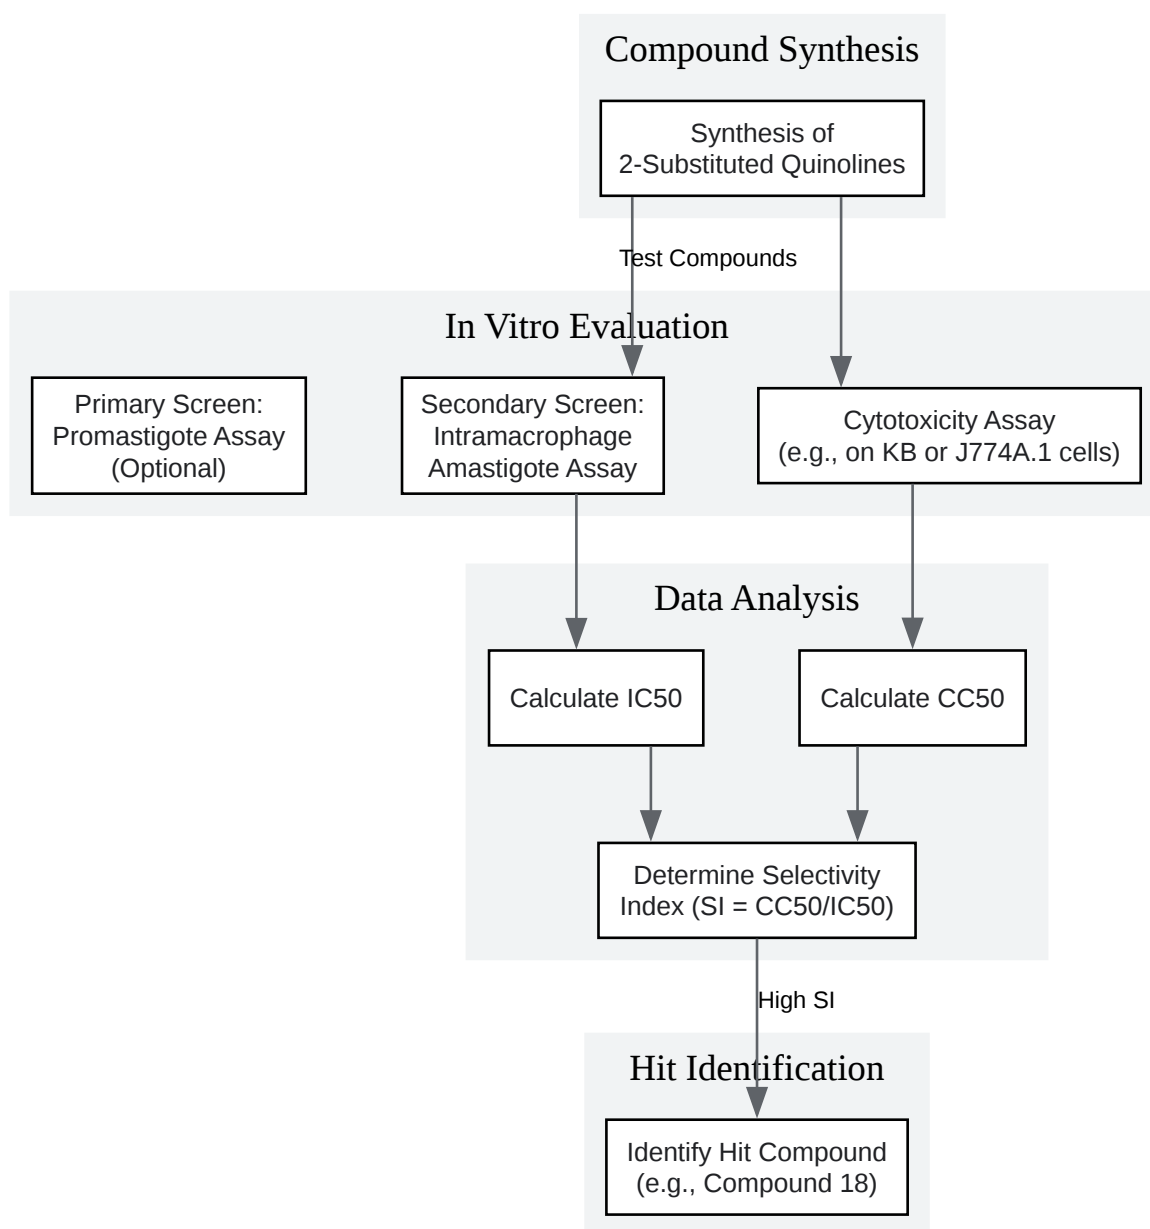 Compound Synthesis
Synthesis of
2-Substituted Quinolines
Test Compounds
In Vitro Evaluation
Primary Screen:
Promastigote Assay
(Optional)
Secondary Screen:
Intramacrophage
Amastigote Assay
Cytotoxicity Assay
(e.g., on KB or J774A.1 cells)
Data Analysis
Calculate IC50
Calculate CC50
Determine Selectivity
Index (SI = CC50/IC50)
High SI
Hit Identification
Identify Hit Compound
(e.g., Compound 18)